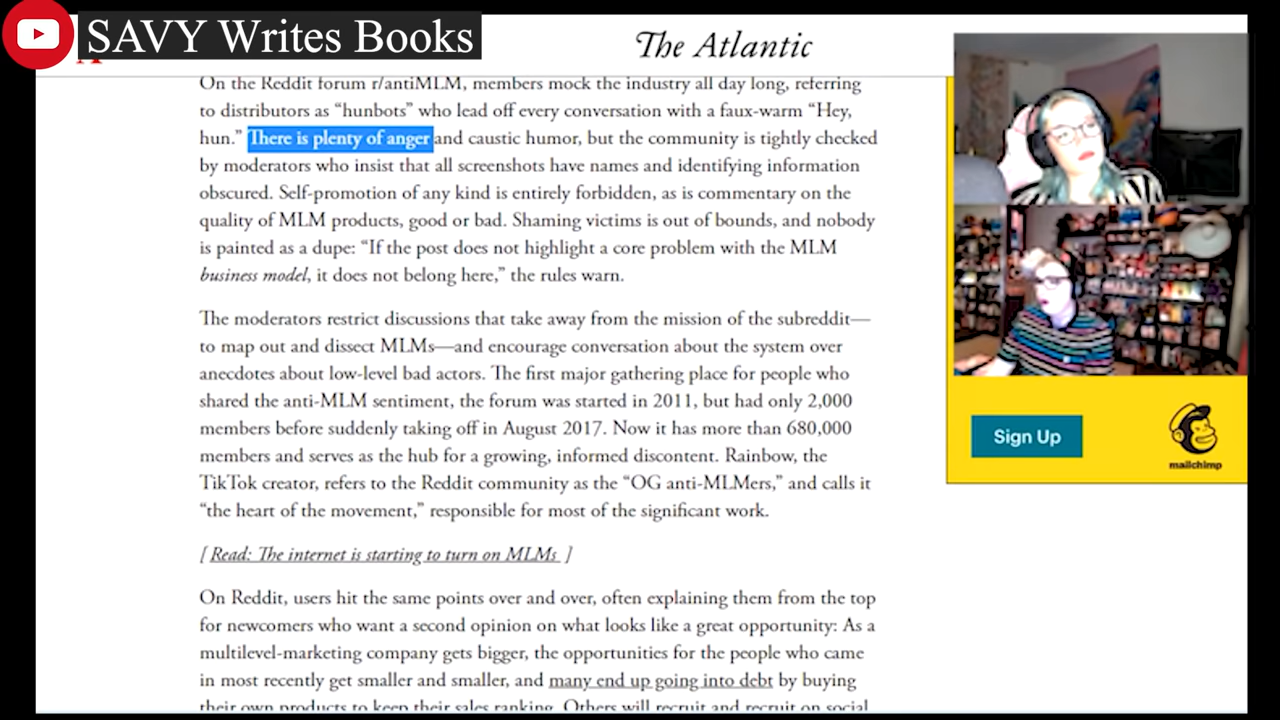 SAVY Writes Books
The Atlantic
On the Reddit forum r/antiMLM, members mock the industry all day long, referring
to distributors as “hunbots” who lead off every conversation with a faux-warm “Hey,
hun.” There is plenty of anger and caustic humor, but the community is tightly checked
by moderators who insist that all screenshots have names and identifying information
obscured. Self-promotion of any kind is entirely forbidden, as is commentary on the
quality of MLM products, good or bad. Shaming victims is out of bounds, and nobody
is painted as a dupe: “If the post does not highlight a core problem with the MLM
business model, it does not belong here,” the rules warn.
The moderators restrict discussions that take away from the mission of the subreddit—
to map out and dissect MLMs—and encourage conversation about the system over
anecdotes about low-level bad actors. The first major gathering place for people who
shared the anti-MLM sentiment, the forum was started in 2011, but had only 2,000
members before suddenly taking off in August 2017. Now it has more than 680,000
members and serves as the hub for a growing, informed discontent. Rainbow, the
TikTok creator, refers to the Reddit community as the “OG anti-MLMers,” and calls it
“the heart of the movement,” responsible for most of the significant work.
[ Read: The internet is starting to turn on MLMs ]
On Reddit, users hit the same points over and over, often explaining them from the top
for newcomers who want a second opinion on what looks like a great opportunity: As a
multilevel-marketing company gets bigger, the opportunities for the people who came
in most recently get smaller and smaller, and many end up going into debt by buying
their own products to keep their sales ranking. Others will recruit and recruit on social
Sign Up
mailchimp